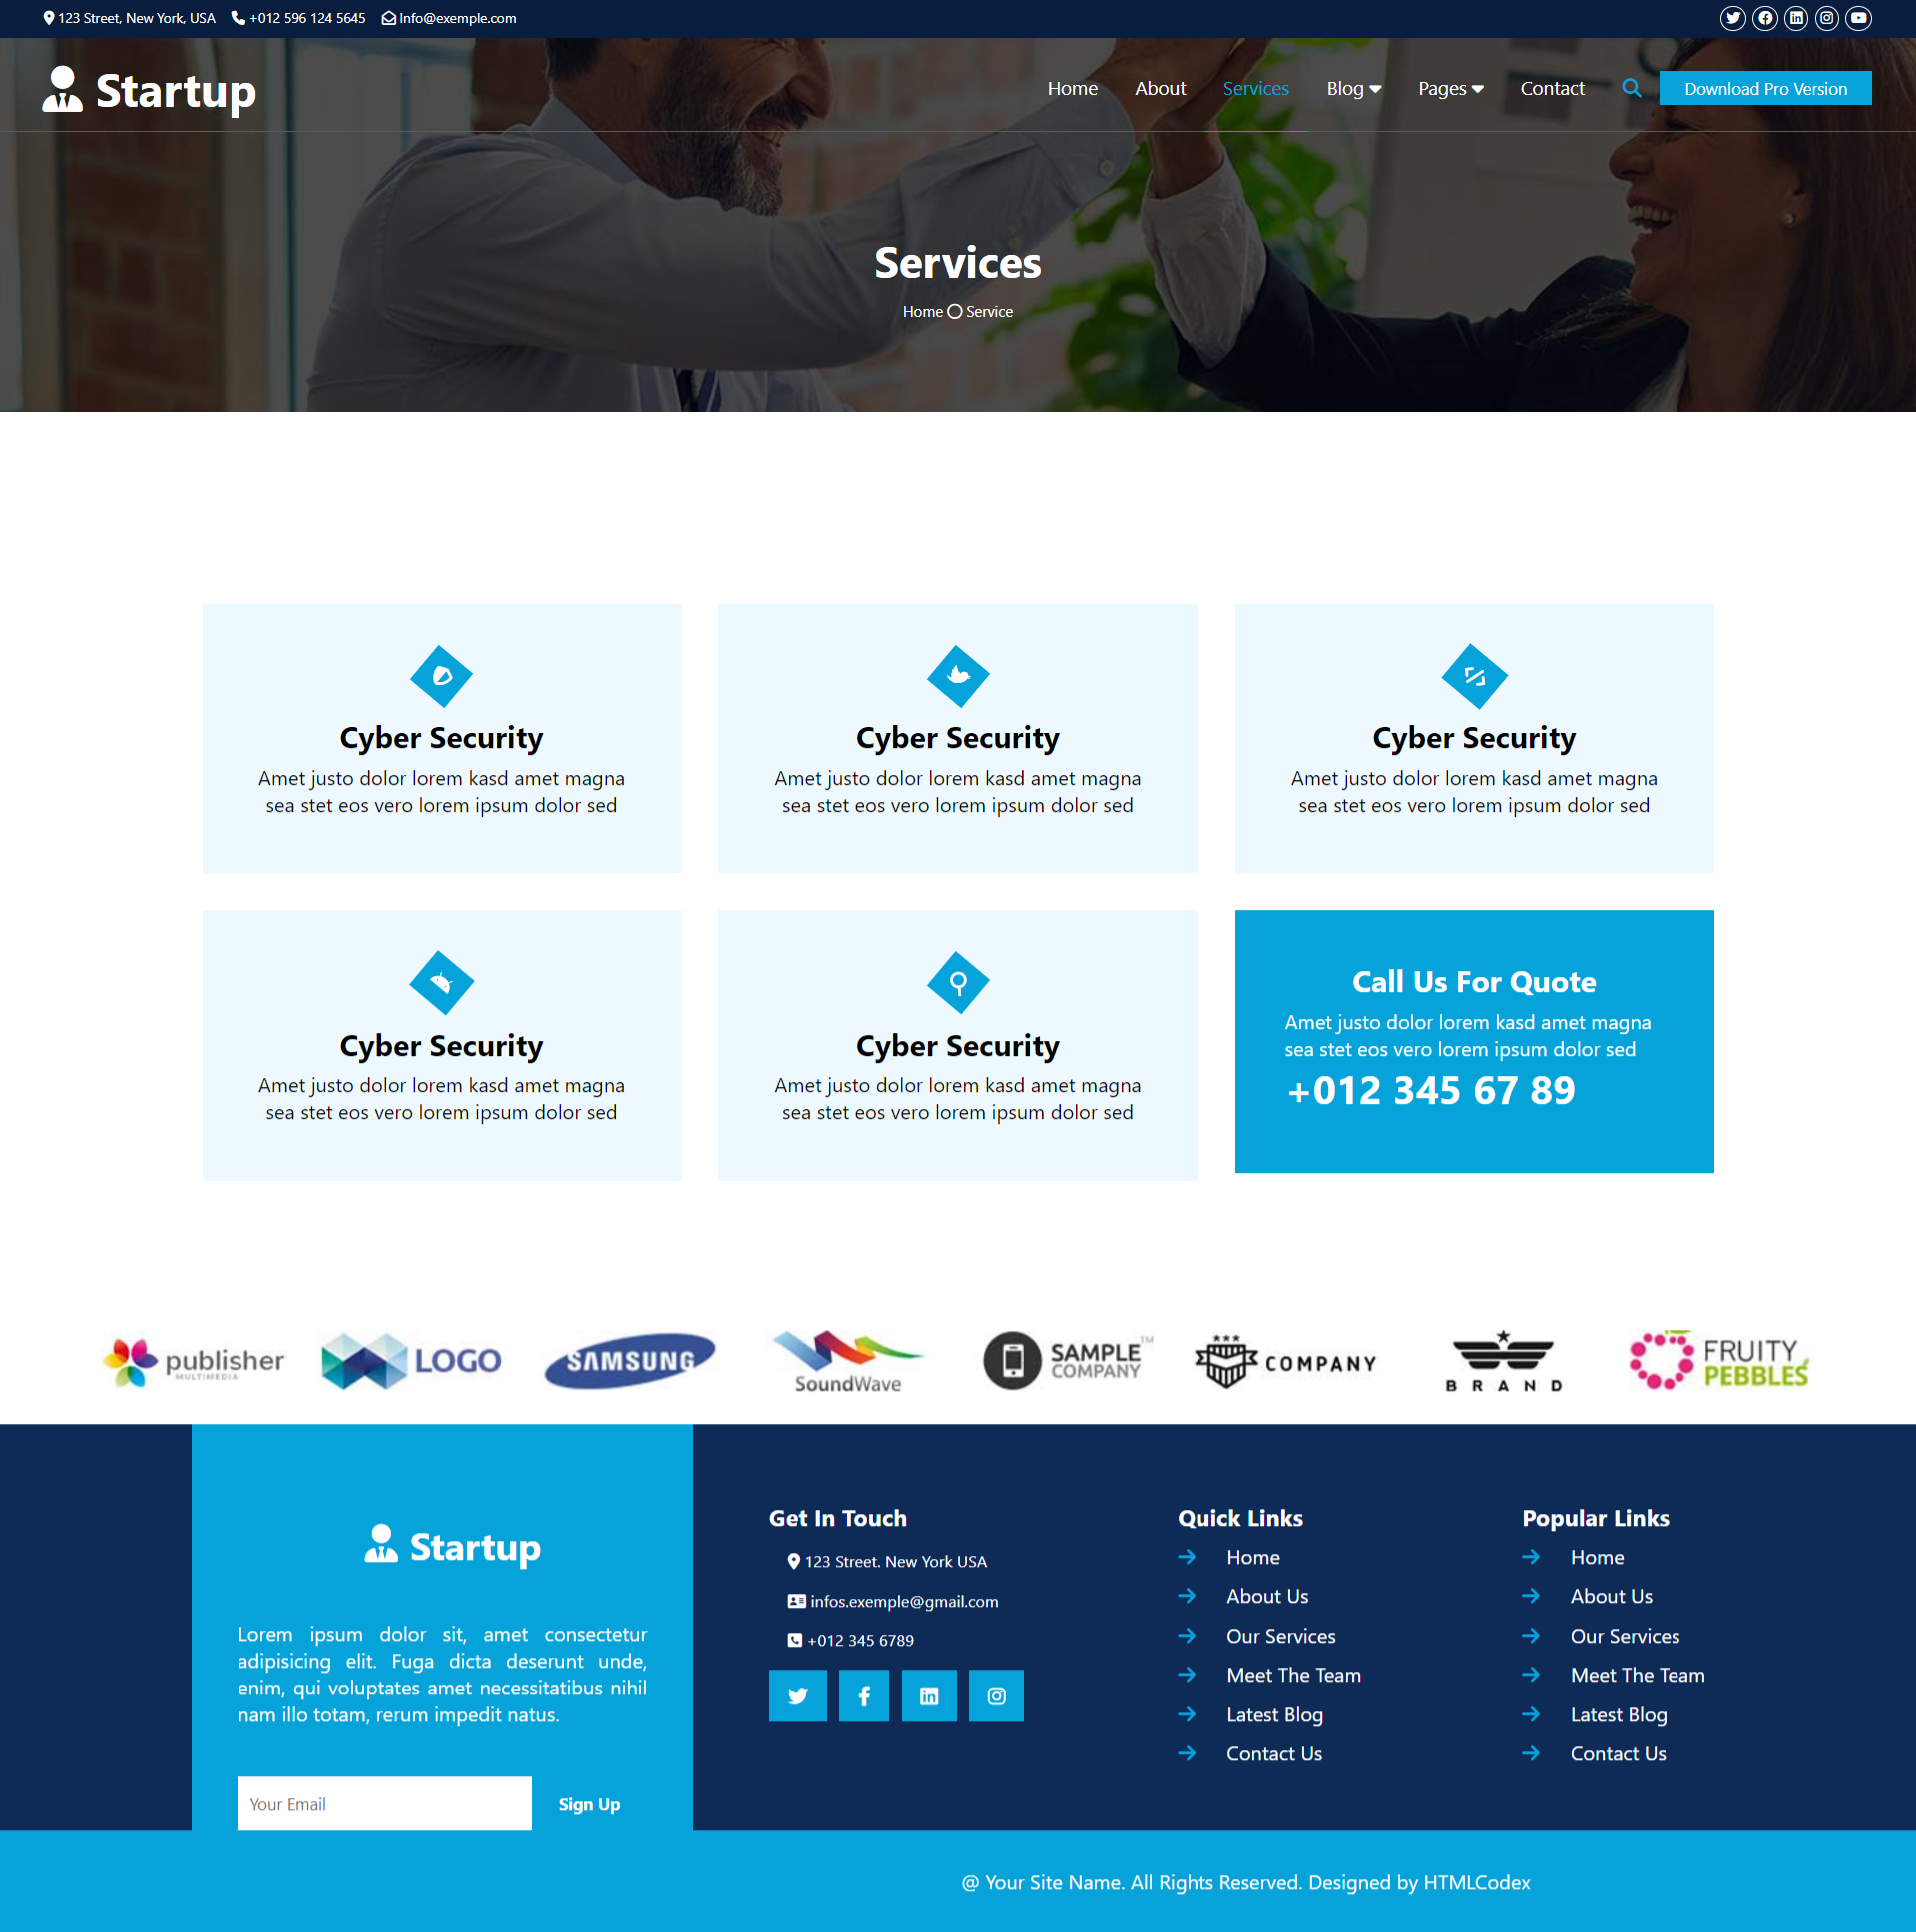 123 Street, New York, USA +012 596 124 5645 Info@exemple.com
Startup
Home About Services Blog Pages Contact Download Pro Version
Services
Home Service
Cyber Security
Amet justo dolor lorem kasd amet magna
sea stet eos vero lorem ipsum dolor sed
Cyber Security
Amet justo dolor lorem kasd amet magna
sea stet eos vero lorem ipsum dolor sed
Cyber Security
Amet justo dolor lorem kasd amet magna
sea stet eos vero lorem ipsum dolor sed
Cyber Security
Amet justo dolor lorem kasd amet magna
sea stet eos vero lorem ipsum dolor sed
Cyber Security
Amet justo dolor lorem kasd amet magna
sea stet eos vero lorem ipsum dolor sed
Call Us For Quote
Amet justo dolor lorem kasd amet magna
sea stet eos vero lorem ipsum dolor sed
+012 345 67 89
publisher
MULTIMEDIA
LOGO
SAMSUNG
SoundWave
SAMPLE TM
COMPANY
COMPANY
BRAND
FRUITY
PEBBLES
Startup
Lorem ipsum dolor sit, amet consectetur
adipisicing elit. Fuga dicta deserunt unde,
enim, qui voluptates amet necessitatibus nihil
nam illo totam, rerum impedit natus.
Your Email Sign Up
Get In Touch
123 Street. New York USA
infos.exemple@gmail.com
+012 345 6789
Quick Links
Home
About Us
Our Services
Meet The Team
Latest Blog
Contact Us
Popular Links
Home
About Us
Our Services
Meet The Team
Latest Blog
Contact Us
@ Your Site Name. All Rights Reserved. Designed by HTMLCodex